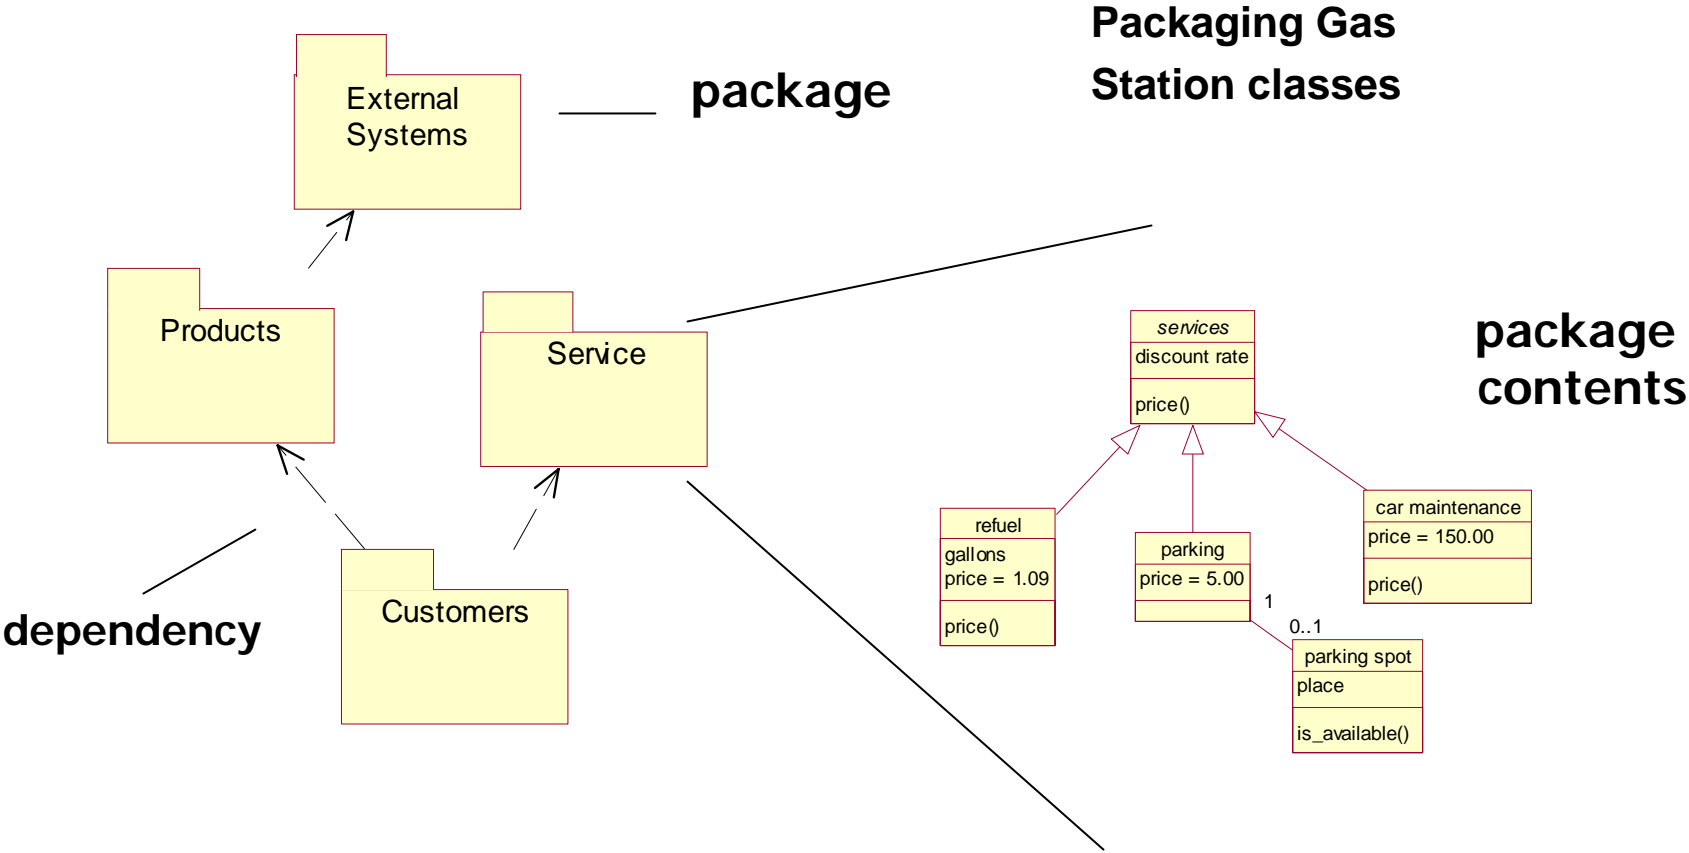 Packaging Gas
Station classes
External
Systems
package
Products
Service
Customers
dependency
package
contents
services
discount rate
price()
refuel
gallons
price = 1.09
price()
parking
price = 5.00
car maintenance
price = 150.00
price()
1
0..1
parking spot
place
is_available()